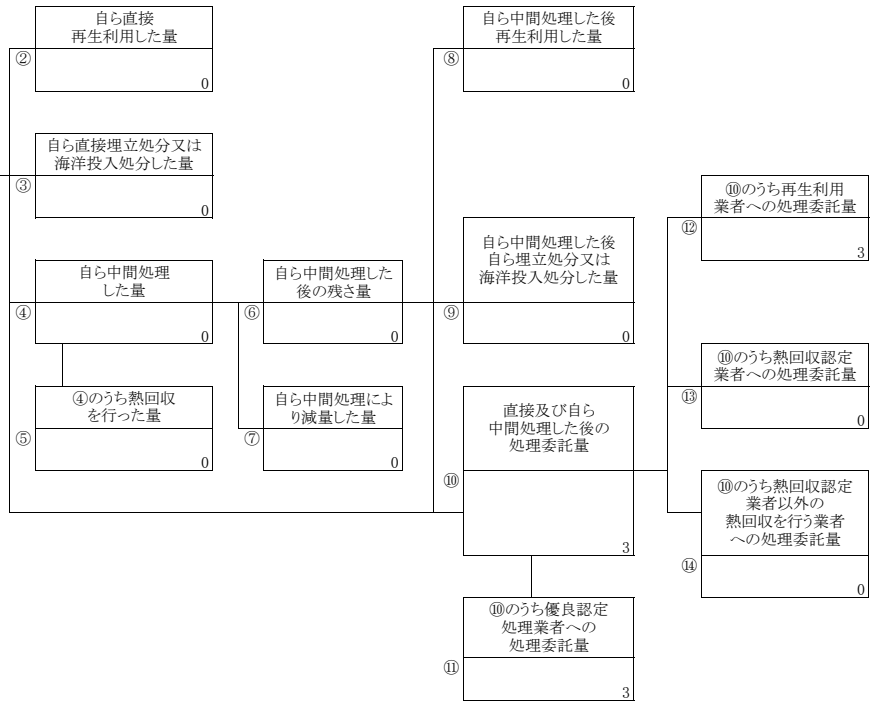 自ら直接
再生利用した量
②
0
自ら直接埋立処分又は
海洋投入処分した量
③
0
自ら中間処理
した量
④
0
④のうち熱回収
を行った量
⑤
0
自ら中間処理した
後の残さ量
⑥
0
自ら中間処理によ
り減量した量
⑦
0
自ら中間処理した後
再生利用した量
⑧
0
自ら中間処理した後
自ら埋立処分又は
海洋投入処分した量
⑨
0
直接及び自ら
中間処理した後の
処理委託量
⑩
3
⑩のうち優良認定
処理業者への
処理委託量
⑪
3
⑩のうち再生利用
業者への処理委託量
⑫
3
⑩のうち熱回収認定
業者への処理委託量
⑬
0
⑩のうち熱回収認定
業者以外の
熱回収を行う業者
への処理委託量
⑭
0